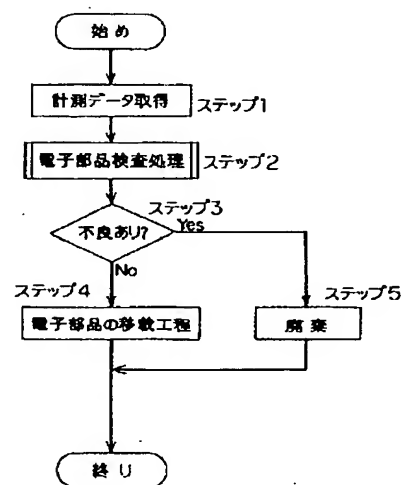 始め
計測データ取得 ステップ1
電子部品検査処理 ステップ2
ステップ3
不良あり? Yes
No
ステップ4
ステップ5
電子部品の移載工程
廃棄
終り